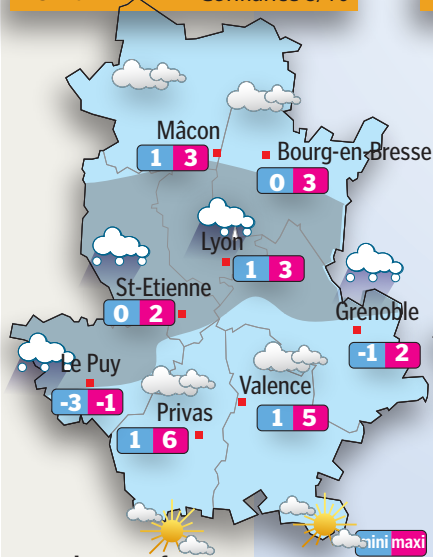 Mâcon
1 3
Bourg-en-Bresse
0 3
Lyon
1 3
St-Etienne
0 2
Grenoble
-1 2
Le Puy
-3 -1
Valence
1 5
Privas
1 6
mini maxi